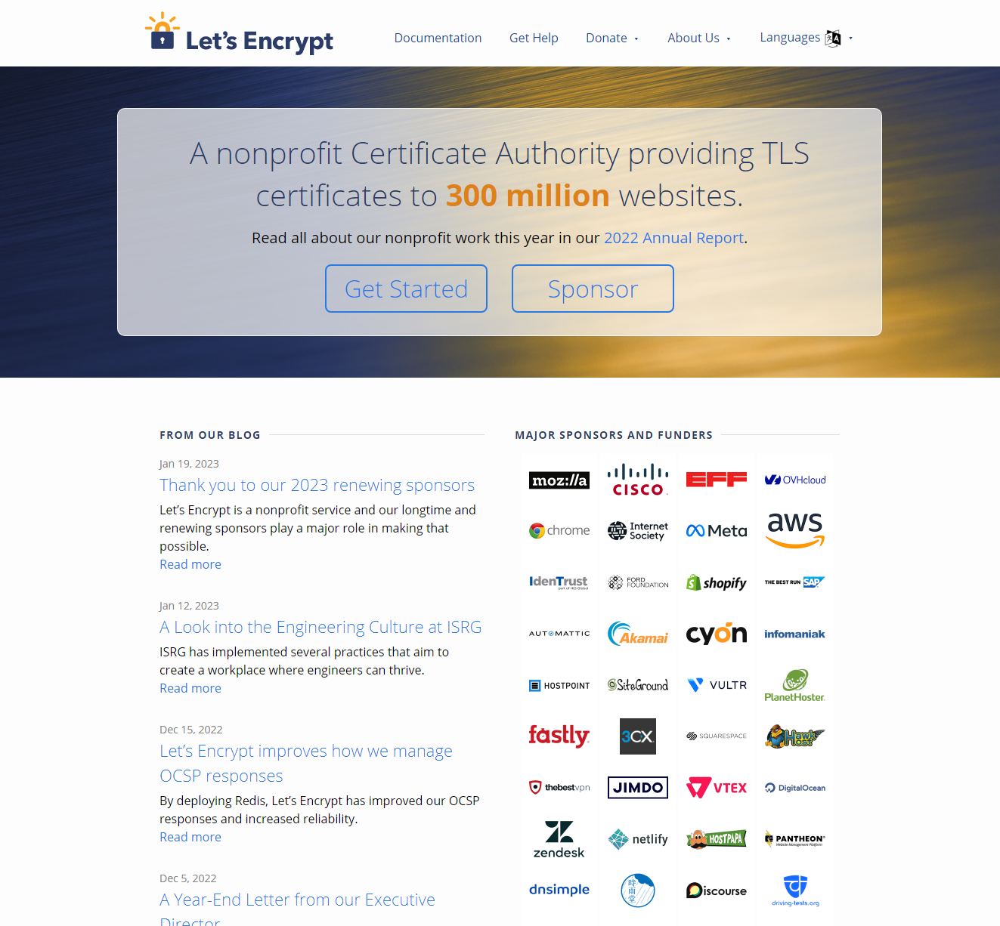 Let's Encrypt
Documentation
Get Help
Donate
About Us
Languages
A nonprofit Certificate Authority providing TLS
certificates to 300 million websites.
Read all about our nonprofit work this year in our 2022 Annual Report.
Get Started
Sponsor
FROM OUR BLOG
Jan 19, 2023
Thank you to our 2023 renewing sponsors
Let’s Encrypt is a nonprofit service and our longtime and
renewing sponsors play a major role in making that
possible.
Read more
Jan 12, 2023
A Look into the Engineering Culture at ISRG
ISRG has implemented several practices that aim to
create a workplace where engineers can thrive.
Read more
Dec 15, 2022
Let’s Encrypt improves how we manage
OCSP responses
By deploying Redis, Let’s Encrypt has improved our OCSP
responses and increased reliability.
Read more
Dec 5, 2022
A Year-End Letter from our Executive
Director
MAJOR SPONSORS AND FUNDERS
moz://a
CISCO
EFF
OVHcloud
chrome
Internet
Society
Meta
aws
IdenTrust
part of HID Global
FORD
FOUNDATION
shopify
THE BEST RUN SAP
AUTOMATTIC
Akamai
cyon
infomaniak
HOSTPOINT
SiteGround
VULTR
PlanetHoster
fastly
3CX
SQUARESPACE
Hawk
Host
thebestvpn
JIMDO
VTEX
DigitalOcean
zendesk
netlify
HOSTPAPA
PANTHEON
Website Management Platform
dnsimple
時
雨
堂
Discourse
driving-tests.org